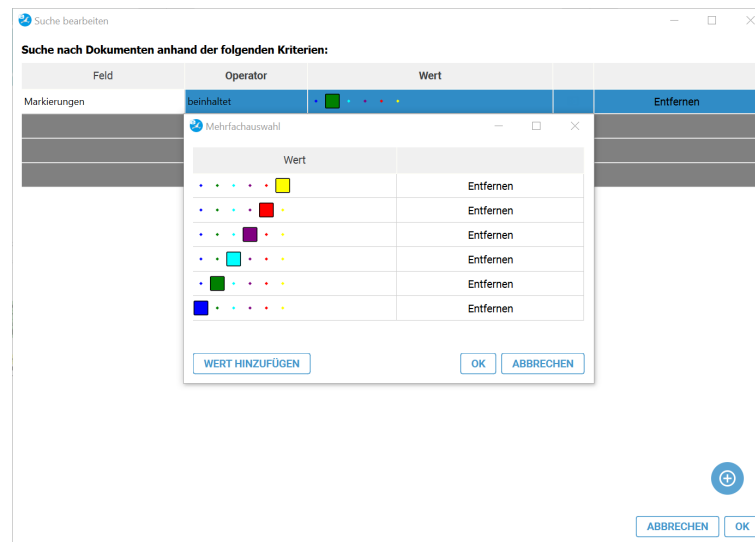 Suche bearbeiten
Suche nach Dokumenten anhand der folgenden Kriterien:
Feld Operator Wert
Markierungen beinhaltet Entfernen
Mehrfachauswahl
Wert
Entfernen
Entfernen
Entfernen
Entfernen
Entfernen
Entfernen
WERT HINZUFÜGEN OK ABBRECHEN
ABBRECHEN OK